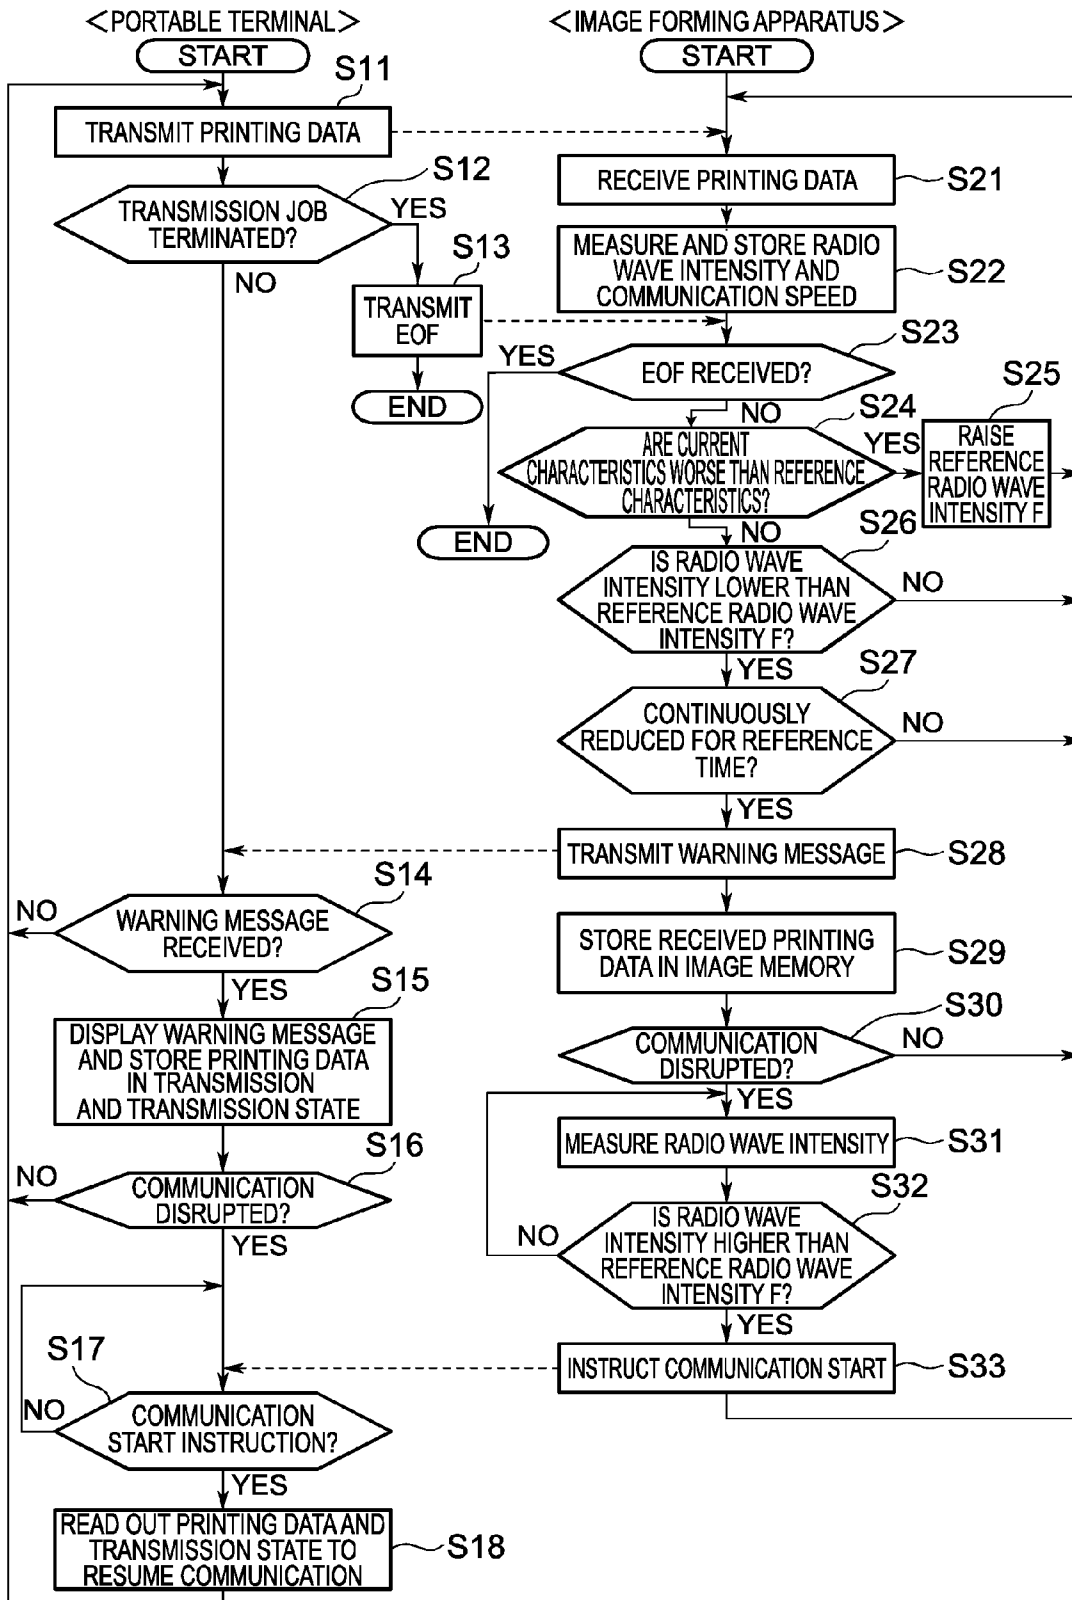 <PORTABLE TERMINAL>
START
S11
TRANSMIT PRINTING DATA
S12
TRANSMISSION JOB
TERMINATED?
YES
NO
S13
TRANSMIT
EOF
END
S14
WARNING MESSAGE
RECEIVED?
NO
YES
S15
DISPLAY WARNING MESSAGE
AND STORE PRINTING DATA
IN TRANSMISSION
AND TRANSMISSION STATE
S16
COMMUNICATION
DISRUPTED?
NO
YES
S17
COMMUNICATION
START INSTRUCTION?
NO
YES
READ OUT PRINTING DATA AND
TRANSMISSION STATE TO
RESUME COMMUNICATION
S18
<IMAGE FORMING APPARATUS>
START
RECEIVE PRINTING DATA
S21
MEASURE AND STORE RADIO
WAVE INTENSITY AND
COMMUNICATION SPEED
S22
S23
EOF RECEIVED?
YES
NO
END
S24
ARE CURRENT
CHARACTERISTICS WORSE THAN REFERENCE
CHARACTERISTICS?
YES
NO
S25
RAISE
REFERENCE
RADIO WAVE
INTENSITY F
S26
IS RADIO WAVE
INTENSITY LOWER THAN
REFERENCE RADIO WAVE
INTENSITY F?
NO
YES
S27
CONTINUOUSLY
REDUCED FOR REFERENCE
TIME?
NO
YES
TRANSMIT WARNING MESSAGE
S28
STORE RECEIVED PRINTING
DATA IN IMAGE MEMORY
S29
S30
COMMUNICATION
DISRUPTED?
NO
YES
MEASURE RADIO WAVE INTENSITY
S31
S32
IS RADIO WAVE
INTENSITY HIGHER THAN
REFERENCE RADIO WAVE
INTENSITY F?
NO
YES
INSTRUCT COMMUNICATION START
S33